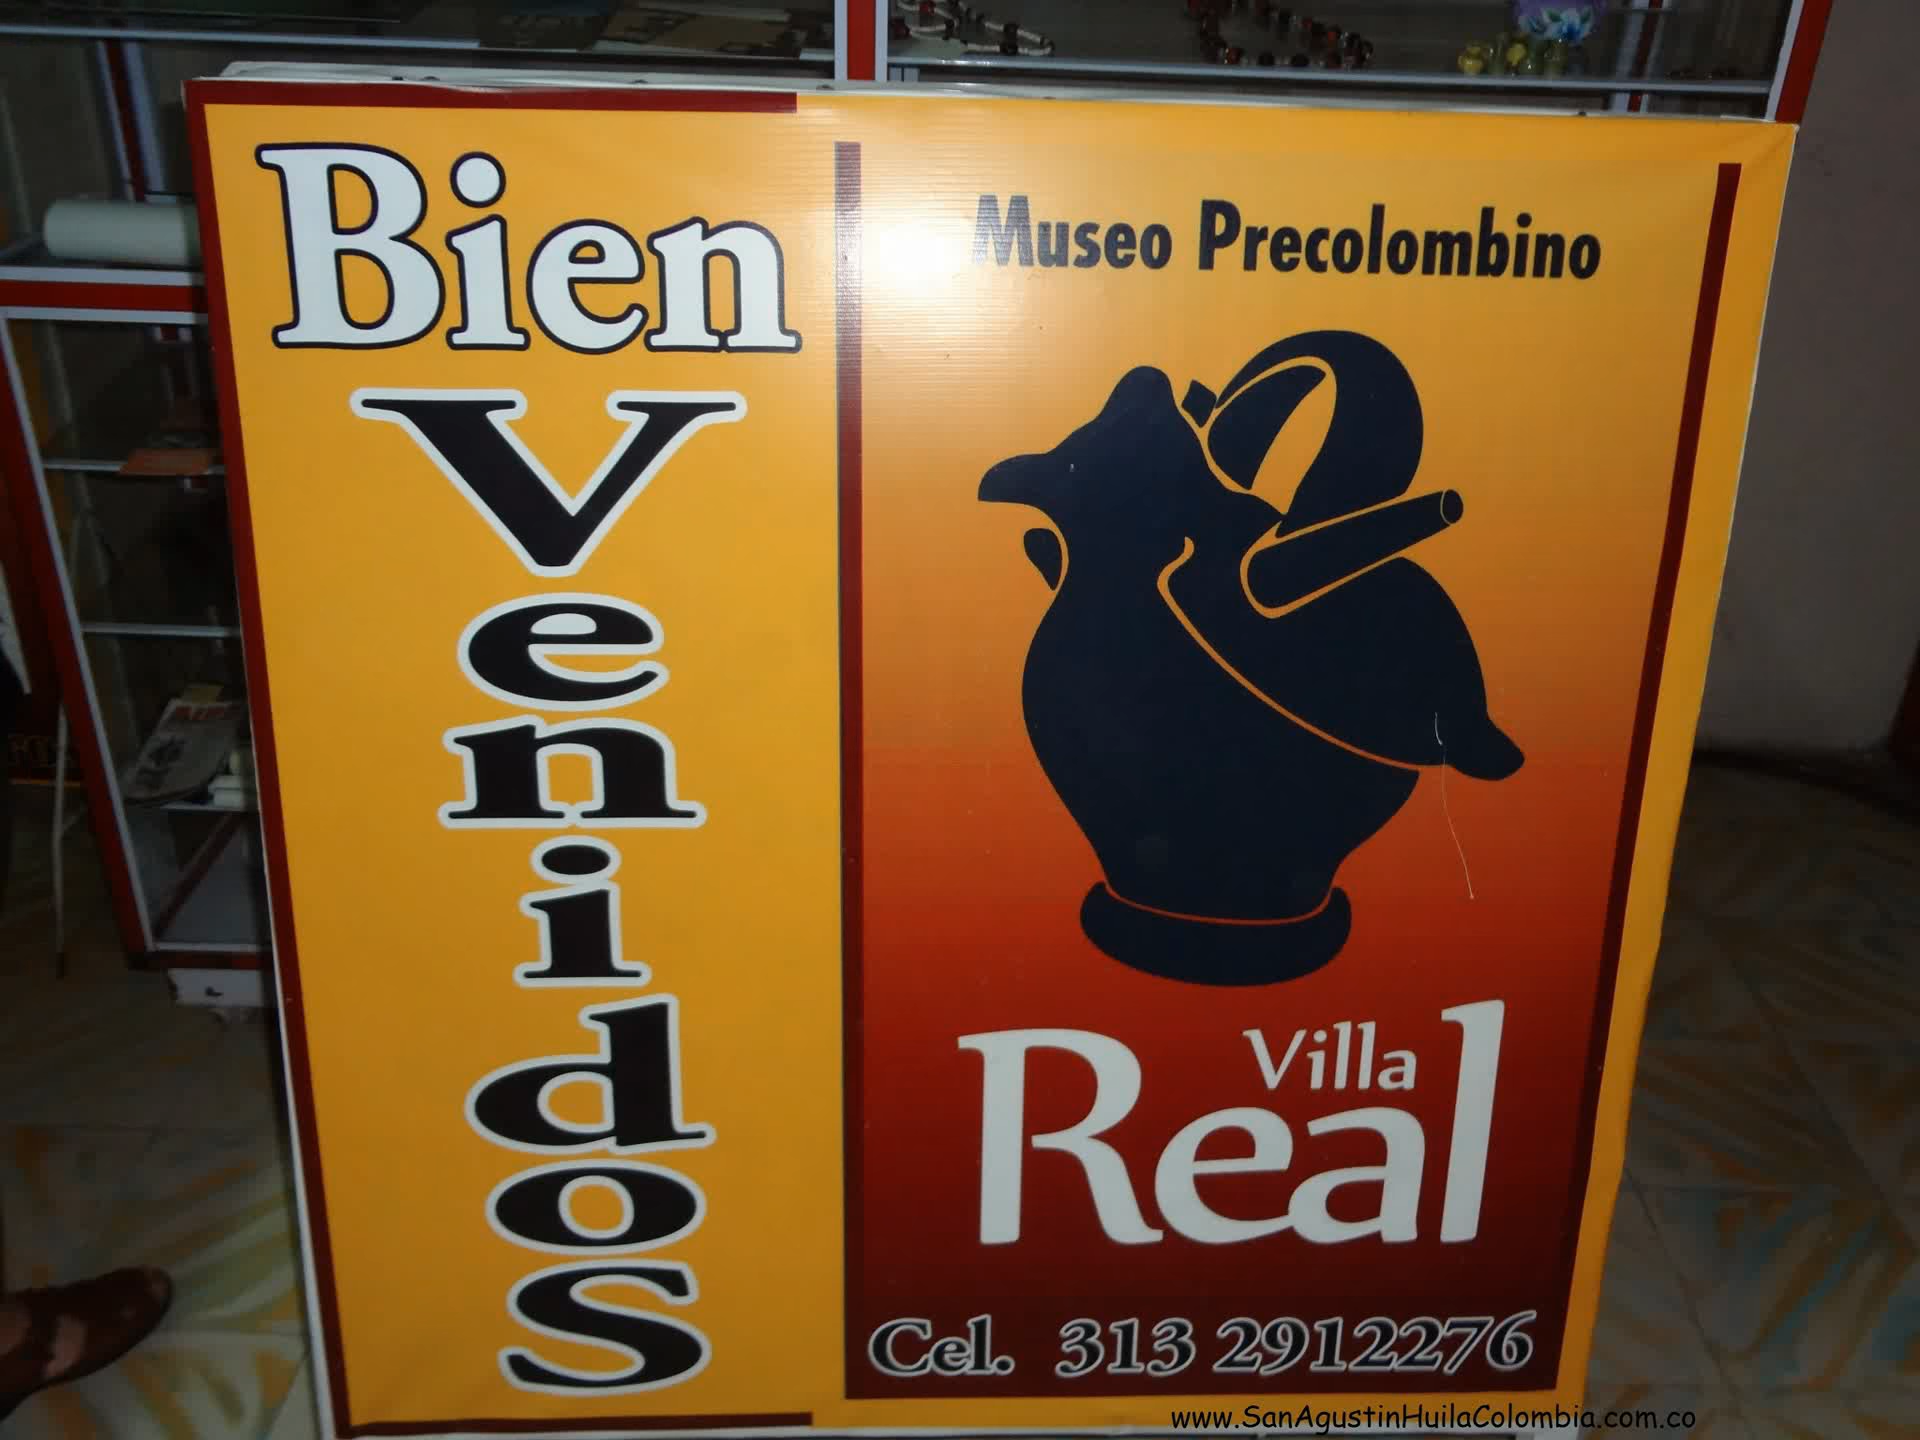 Bien
Venidos
Museo Precolombino
Villa
Real
Cel. 313 2912276
www.SanAgustinHuilaColombia.com.co